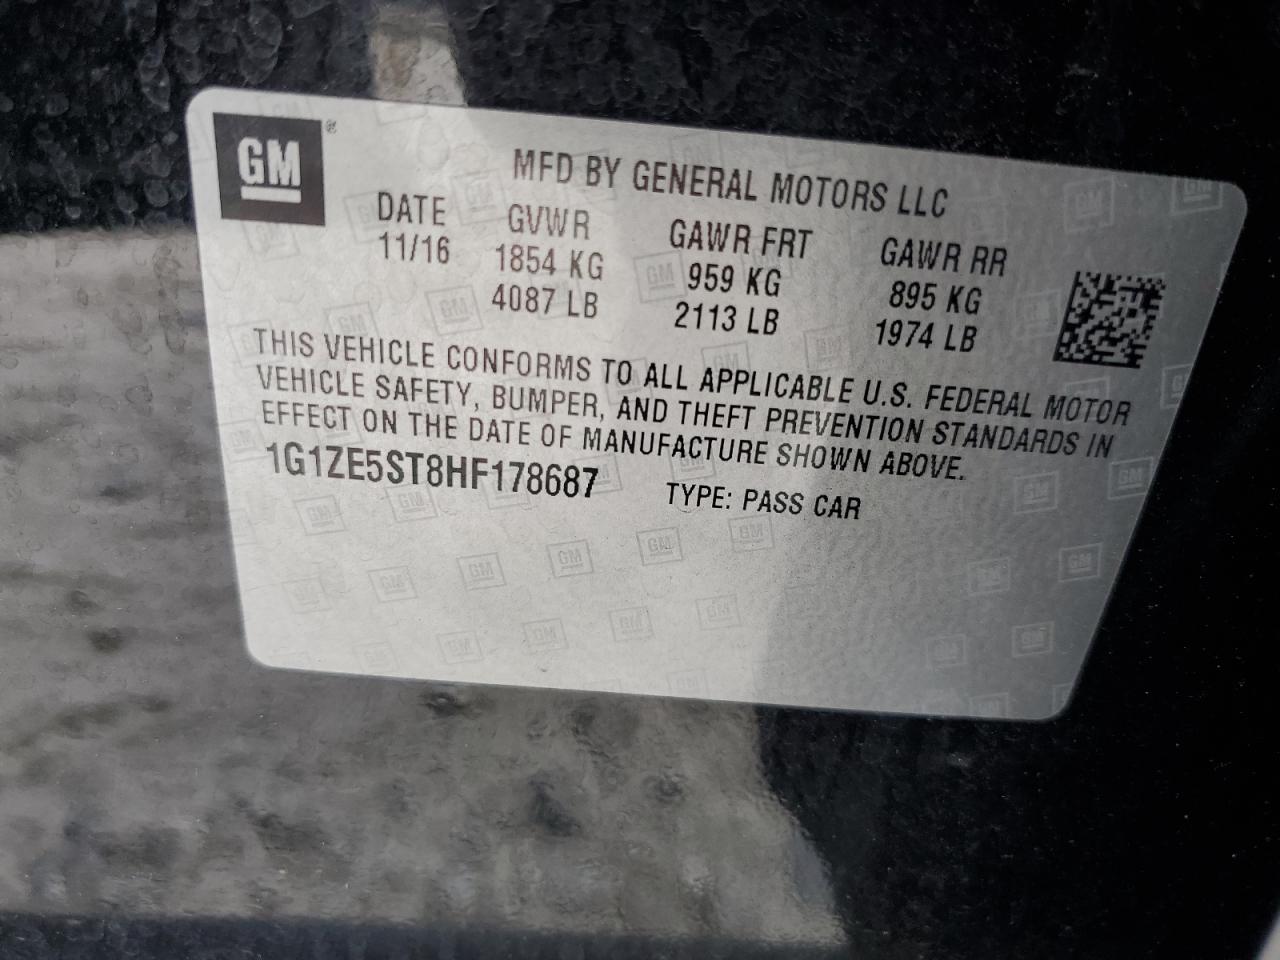 GM ®
MFD BY GENERAL MOTORS LLC
DATE GVWR GAWR FRT GAWR RR
11/16 1854 KG 959 KG 895 KG
4087 LB 2113 LB 1974 LB
THIS VEHICLE CONFORMS TO ALL APPLICABLE U.S. FEDERAL MOTOR
VEHICLE SAFETY, BUMPER, AND THEFT PREVENTION STANDARDS IN
EFFECT ON THE DATE OF MANUFACTURE SHOWN ABOVE.
1G1ZE5ST8HF178687 TYPE: PASS CAR